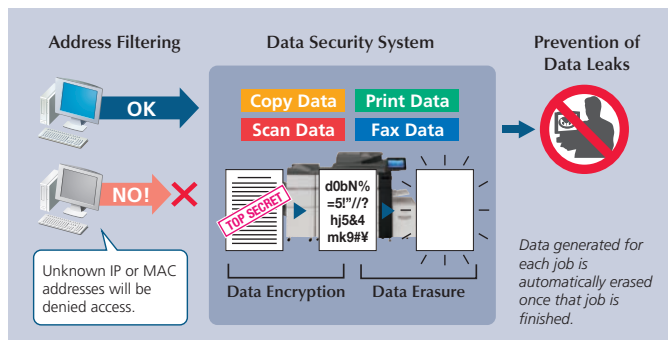 Address Filtering
Data Security System
Prevention of
Data Leaks
OK
NO!
Unknown IP or MAC
addresses will be
denied access.
Copy Data
Print Data
Scan Data
Fax Data
TOP SECRET
d0bN%
=5!"//?
hj5&4
mk9#¥
Data Encryption
Data Erasure
Data generated for
each job is
automatically erased
once that job is
finished.